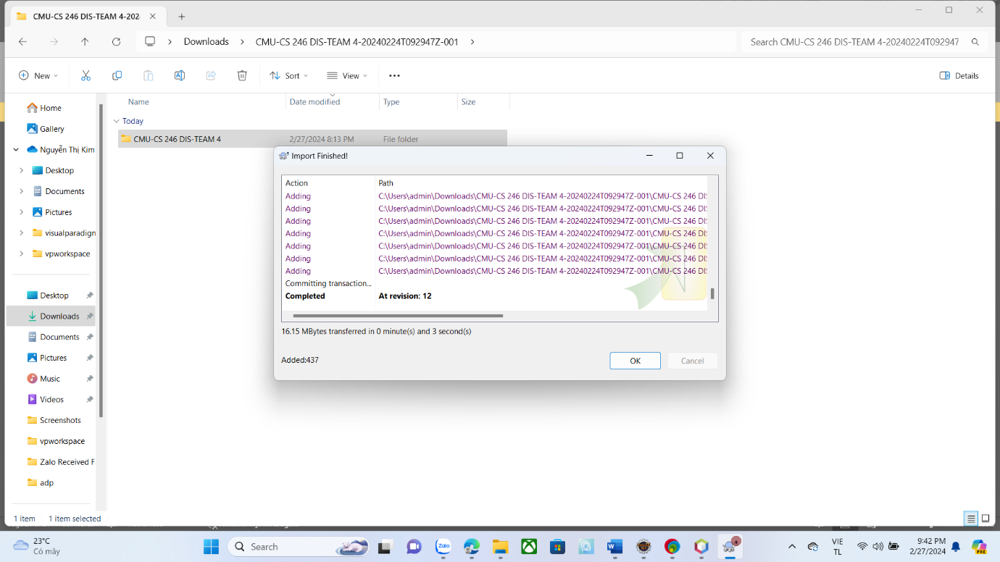 CMU-CS 246 DIS-TEAM 4-202
Downloads
CMU-CS 246 DIS-TEAM 4-20240224T092947Z-001
Search CMU-CS 246 DIS-TEAM 4-20240224T092947
New
Sort
View
Details
Name
Date modified
Type
Size
Today
CMU-CS 246 DIS-TEAM 4
2/27/2024 8:13 PM
File folder
Home
Gallery
Nguyễn Thị Kim
Desktop
Documents
Pictures
visualparadign
vpworkspace
Desktop
Downloads
Documents
Pictures
Music
Videos
Screenshots
vpworkspace
Zalo Received F
adp
Import Finished!
Action Path
Adding C:\Users\admin\Downloads\CMU-CS 246 DIS-TEAM 4-20240224T092947Z-001\CMU-CS 246 DIS
Adding C:\Users\admin\Downloads\CMU-CS 246 DIS-TEAM 4-20240224T092947Z-001\CMU-CS 246 DIS
Adding C:\Users\admin\Downloads\CMU-CS 246 DIS-TEAM 4-20240224T092947Z-001\CMU-CS 246 DIS
Adding C:\Users\admin\Downloads\CMU-CS 246 DIS-TEAM 4-20240224T092947Z-001\CMU-CS 246 DIS
Adding C:\Users\admin\Downloads\CMU-CS 246 DIS-TEAM 4-20240224T092947Z-001\CMU-CS 246 DIS
Adding C:\Users\admin\Downloads\CMU-CS 246 DIS-TEAM 4-20240224T092947Z-001\CMU-CS 246 DIS
Adding C:\Users\admin\Downloads\CMU-CS 246 DIS-TEAM 4-20240224T092947Z-001\CMU-CS 246 DIS
Committing transaction...
Completed At revision: 12
16.15 MBytes transferred in 0 minute(s) and 3 second(s)
Added:437
OK
Cancel
1 item
1 item selected
23°C
Có mây
Search
Zalo
VIE
TL
9:42 PM
2/27/2024
PRE